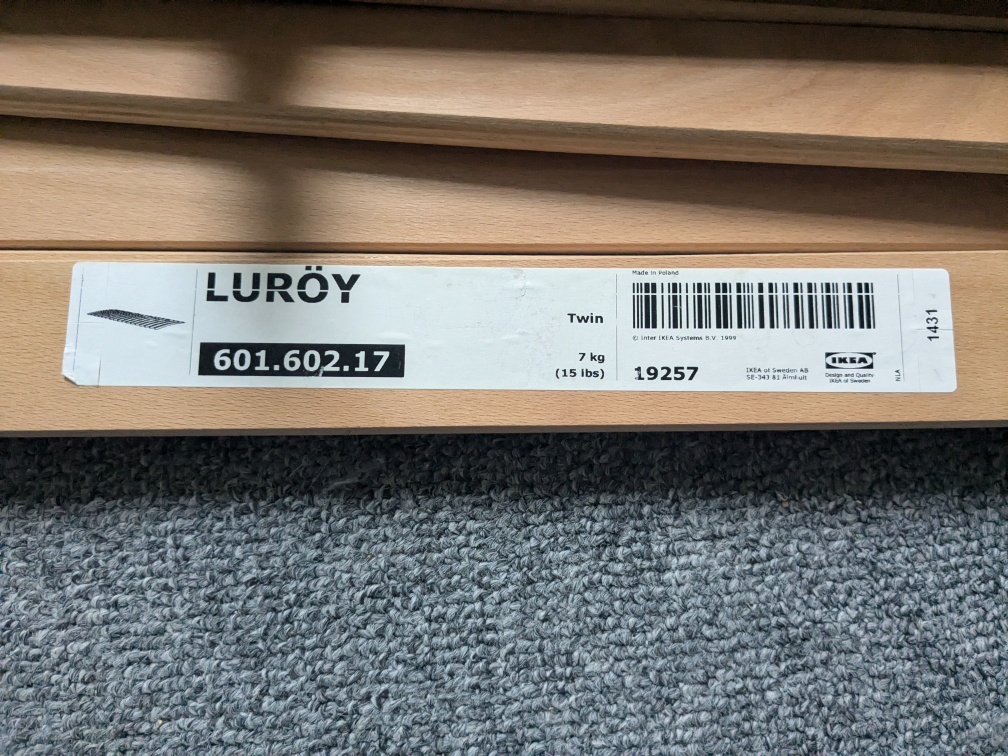 LURÖY
601.602.17
Twin
7 kg
(15 lbs)
Made in Poland
© Inter IKEA Systems B.V. 1999
19257
IKEA of Sweden AB
SE-343 81 Älmhult
IKEA
Design and Quality
IKEA of Sweden
NLA
1431